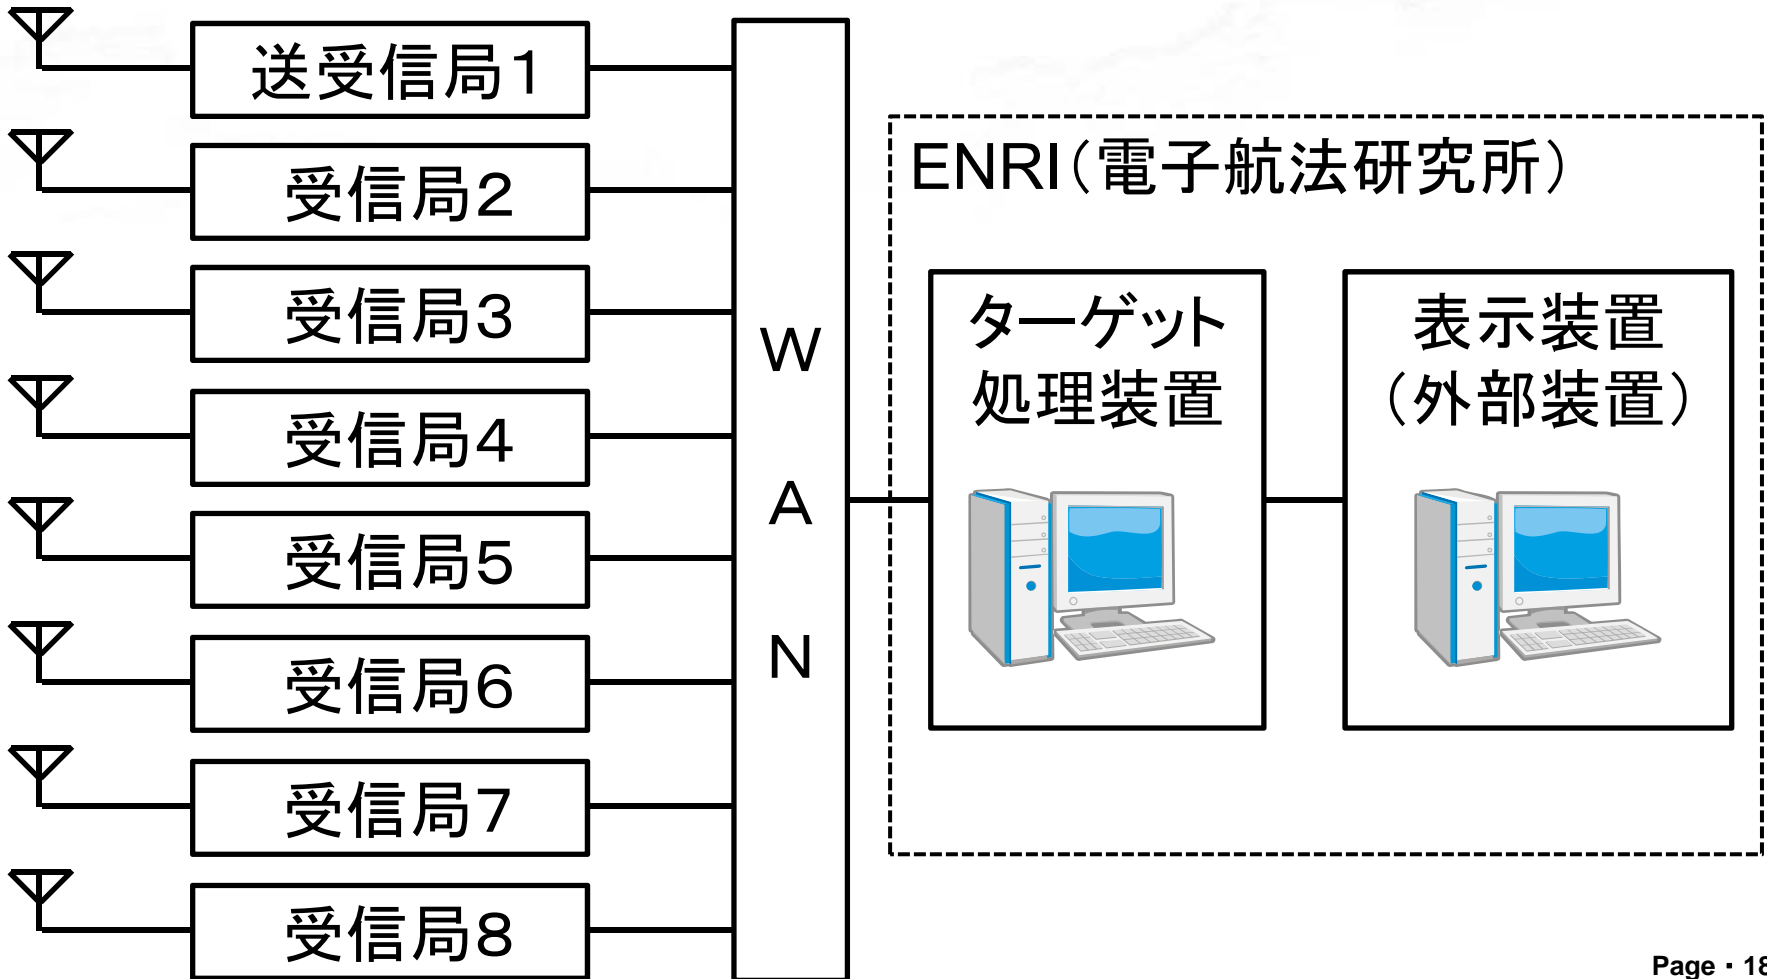 送受信局1
受信局2
受信局3
受信局4
受信局5
受信局6
受信局7
受信局8
W
A
N
ENRI(電子航法研究所)
ターゲット
処理装置
表示装置
(外部装置)
Page ▪ 18